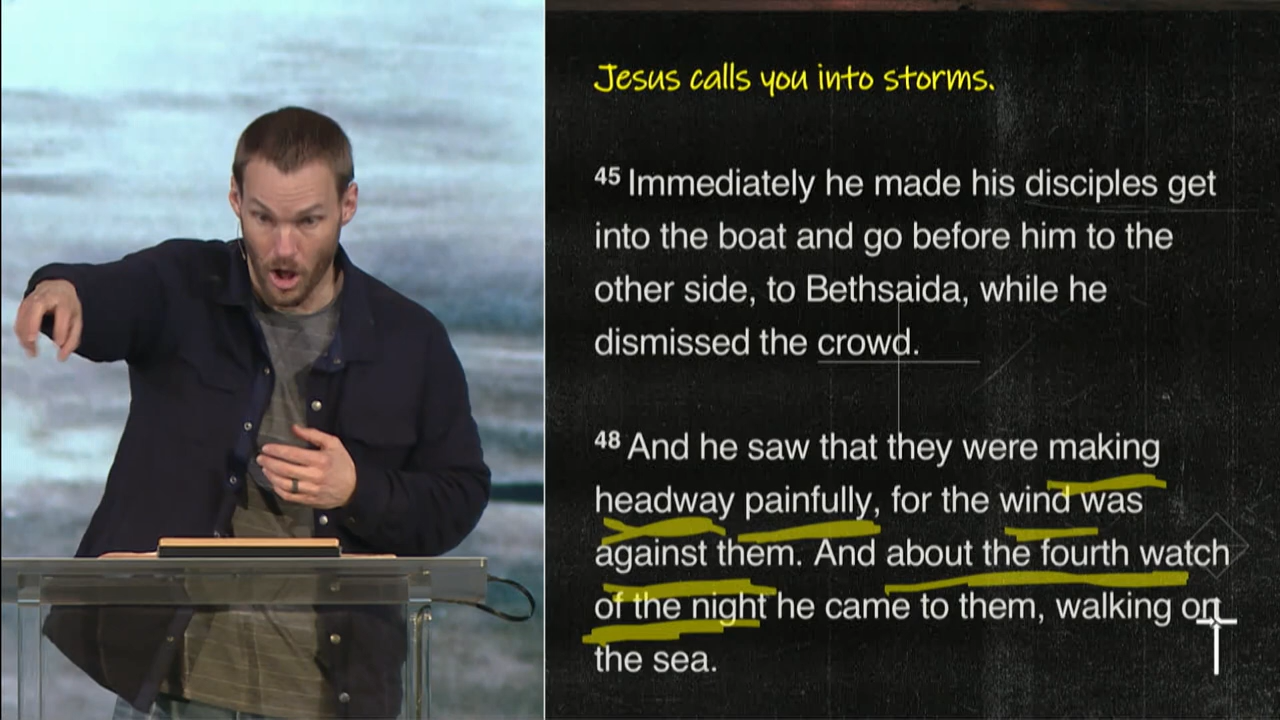 Jesus calls you into storms.
45 Immediately he made his disciples get
into the boat and go before him to the
other side, to Bethsaida, while he
dismissed the crowd.
48 And he saw that they were making
headway painfully, for the wind was
against them. And about the fourth watch
of the night he came to them, walking on
the sea.